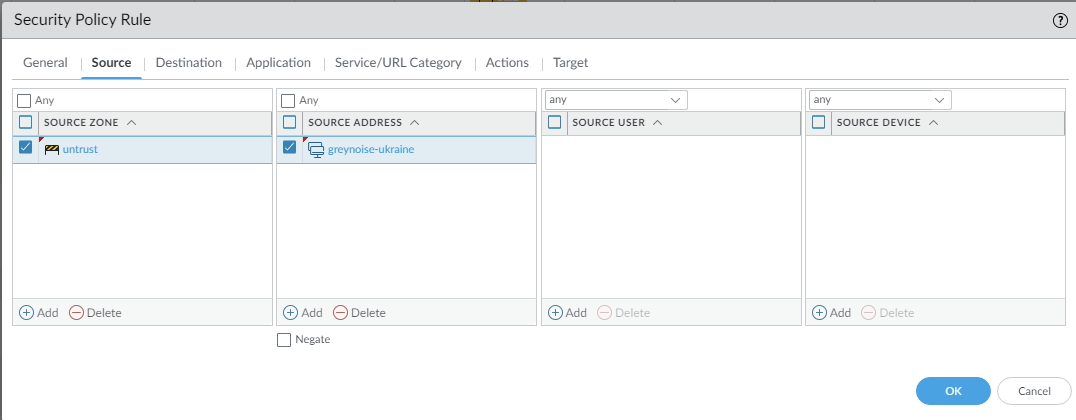 Security Policy Rule
General Source Destination Application Service/URL Category Actions Target
Any Any any any
SOURCE ZONE SOURCE ADDRESS SOURCE USER SOURCE DEVICE
untrust greynoise-ukraine
Add Delete Add Delete Add Delete Add Delete
Negate
OK Cancel